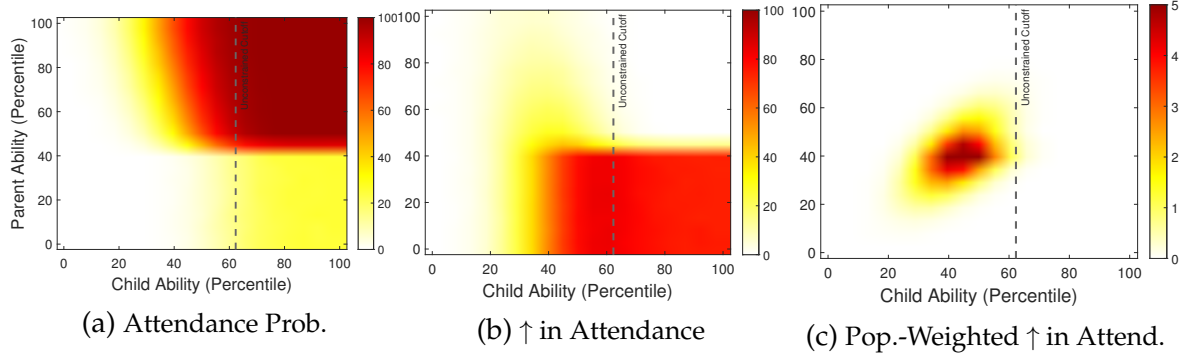 100
80
60
40
20
0
Parent Ability (Percentile)
0 20 40 60 80 100
Child Ability (Percentile)
Unconstrained Cutoff
100
80
60
40
20
0
(a) Attendance Prob.
100
80
60
40
20
0
0 20 40 60 80 100
Child Ability (Percentile)
Unconstrained Cutoff
100
80
60
40
20
0
(b) ↑ in Attendance
100
80
60
40
20
0
0 20 40 60 80 100
Child Ability (Percentile)
Unconstrained Cutoff
5
4
3
2
1
0
(c) Pop.-Weighted ↑ in Attend.